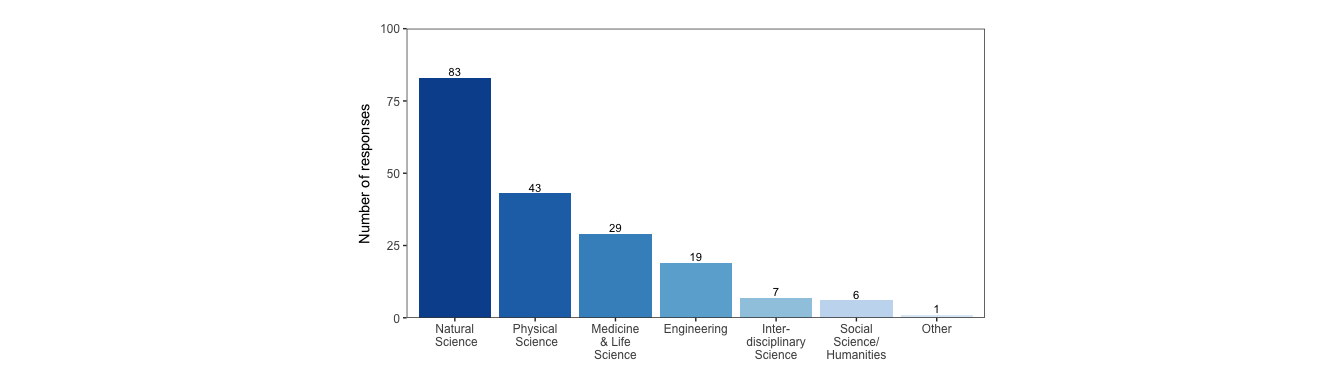 Number of responses
100
75
50
25
0
83
43
29
19
7
6
1
Natural
Science
Physical
Science
Medicine
& Life
Science
Engineering
Inter-
disciplinary
Science
Social
Science/
Humanities
Other